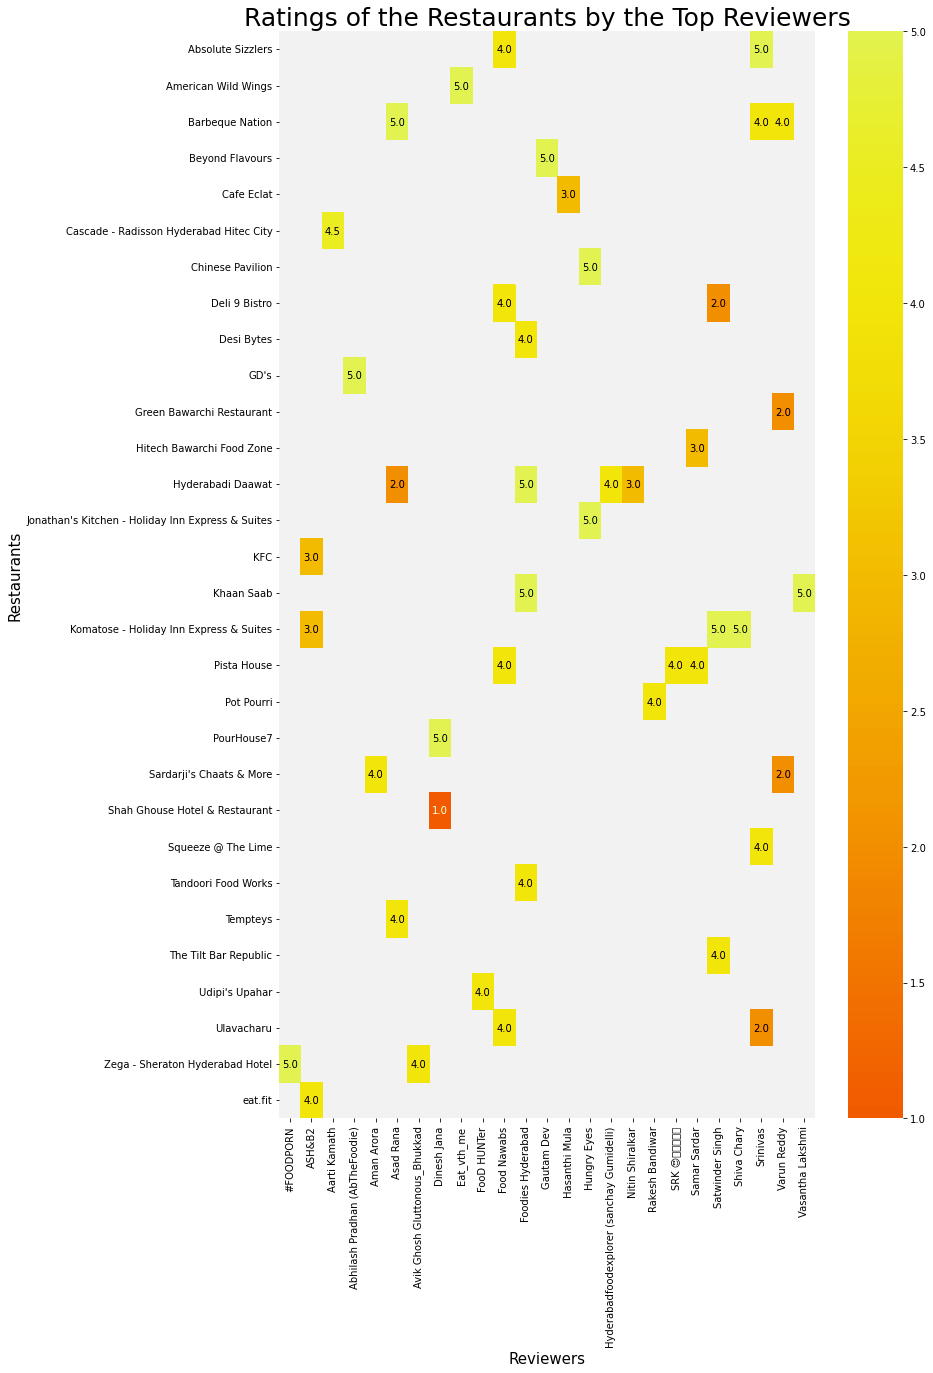 Ratings of the Restaurants by the Top Reviewers
Restaurants
Absolute Sizzlers 4.0 5.0
American Wild Wings 5.0
Barbeque Nation 5.0 4.0 4.0
Beyond Flavours 5.0
Cafe Eclat 3.0
Cascade - Radisson Hyderabad Hitec City 4.5
Chinese Pavilion 5.0
Deli 9 Bistro 4.0 2.0
Desi Bytes 4.0
GD's 5.0
Green Bawarchi Restaurant 2.0
Hitech Bawarchi Food Zone 3.0
Hyderabadi Daawat 2.0 5.0 4.0 3.0
Jonathan's Kitchen - Holiday Inn Express & Suites 5.0
KFC 3.0
Khaan Saab 5.0 5.0
Komatose - Holiday Inn Express & Suites 3.0 5.0 5.0
Pista House 4.0 4.0 4.0
Pot Pourri 4.0
PourHouse7 5.0
Sardarji's Chaats & More 4.0 2.0
Shah Ghouse Hotel & Restaurant 1.0
Squeeze @ The Lime 4.0
Tandoori Food Works 4.0
Tempteys 4.0
The Tilt Bar Republic 4.0
Udipi's Upahar 4.0
Ulavacharu 4.0 2.0
Zega - Sheraton Hyderabad Hotel 5.0 4.0
eat.fit 4.0
#FOODPORN
ASH&B2
Aarti Kamath
Abhilash Pradhan (AbTheFoodie)
Aman Arora
Asad Rana
Avik Ghosh Gluttonous_Bhukkad
Dinesh Jana
Eat_vth_me
FooD HUNTer
Food Nawabs
Foodies Hyderabad
Gautam Dev
Hasanthi Mula
Hungry Eyes
Hyderabadfoodexplorer (sanchay Gumidelli)
Nitin Shiralkar
Rakesh Bandiwar
SRK
Samar Sardar
Satwinder Singh
Shiva Chary
Srinivas
Varun Reddy
Vasantha Lakshmi
Reviewers
5.0
4.5
4.0
3.5
3.0
2.5
2.0
1.5
1.0